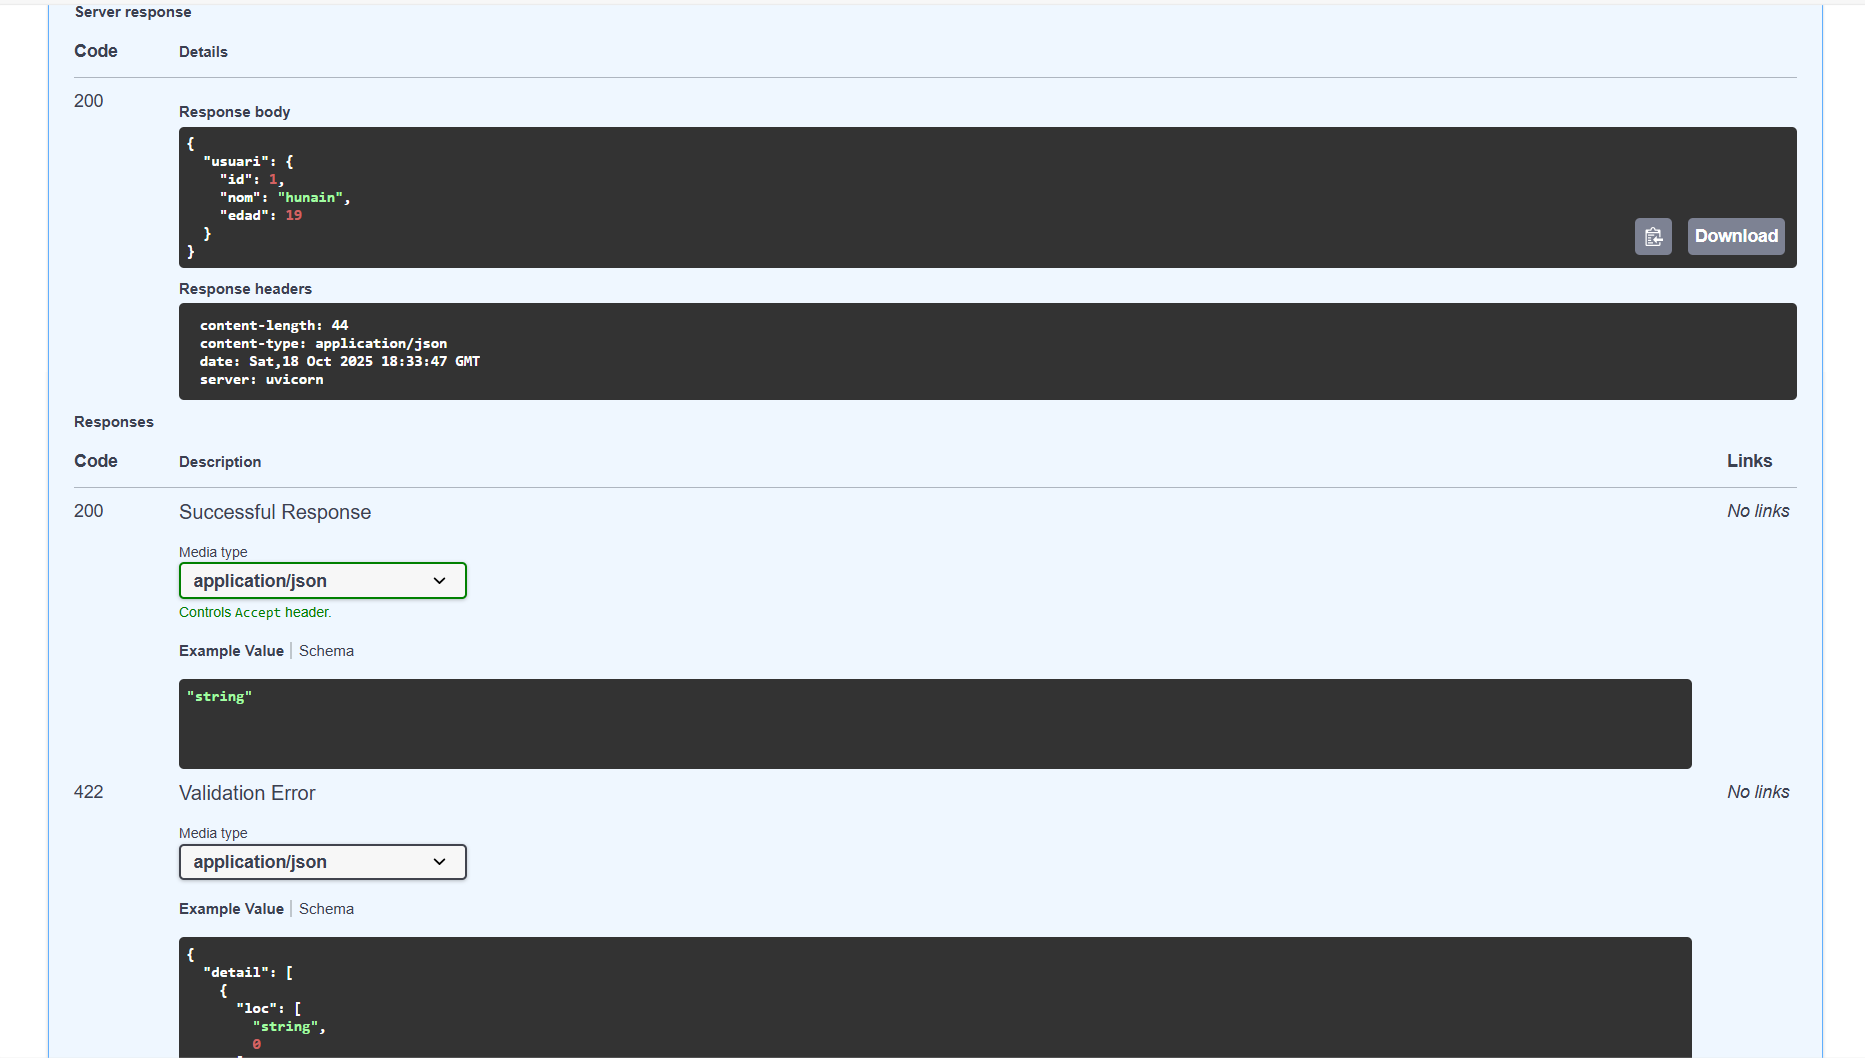 Server response
Code Details
200
Response body
{
  "usuari": {
    "id": 1,
    "nom": "hunain",
    "edad": 19
  }
}
Download
Response headers
content-length: 44
content-type: application/json
date: Sat,18 Oct 2025 18:33:47 GMT
server: uvicorn
Responses
Code Description Links
200 Successful Response No links
Media type
application/json
Controls Accept header.
Example Value Schema
"string"
422 Validation Error No links
Media type
application/json
Example Value Schema
{
  "detail": [
    {
      "loc": [
        "string",
        0